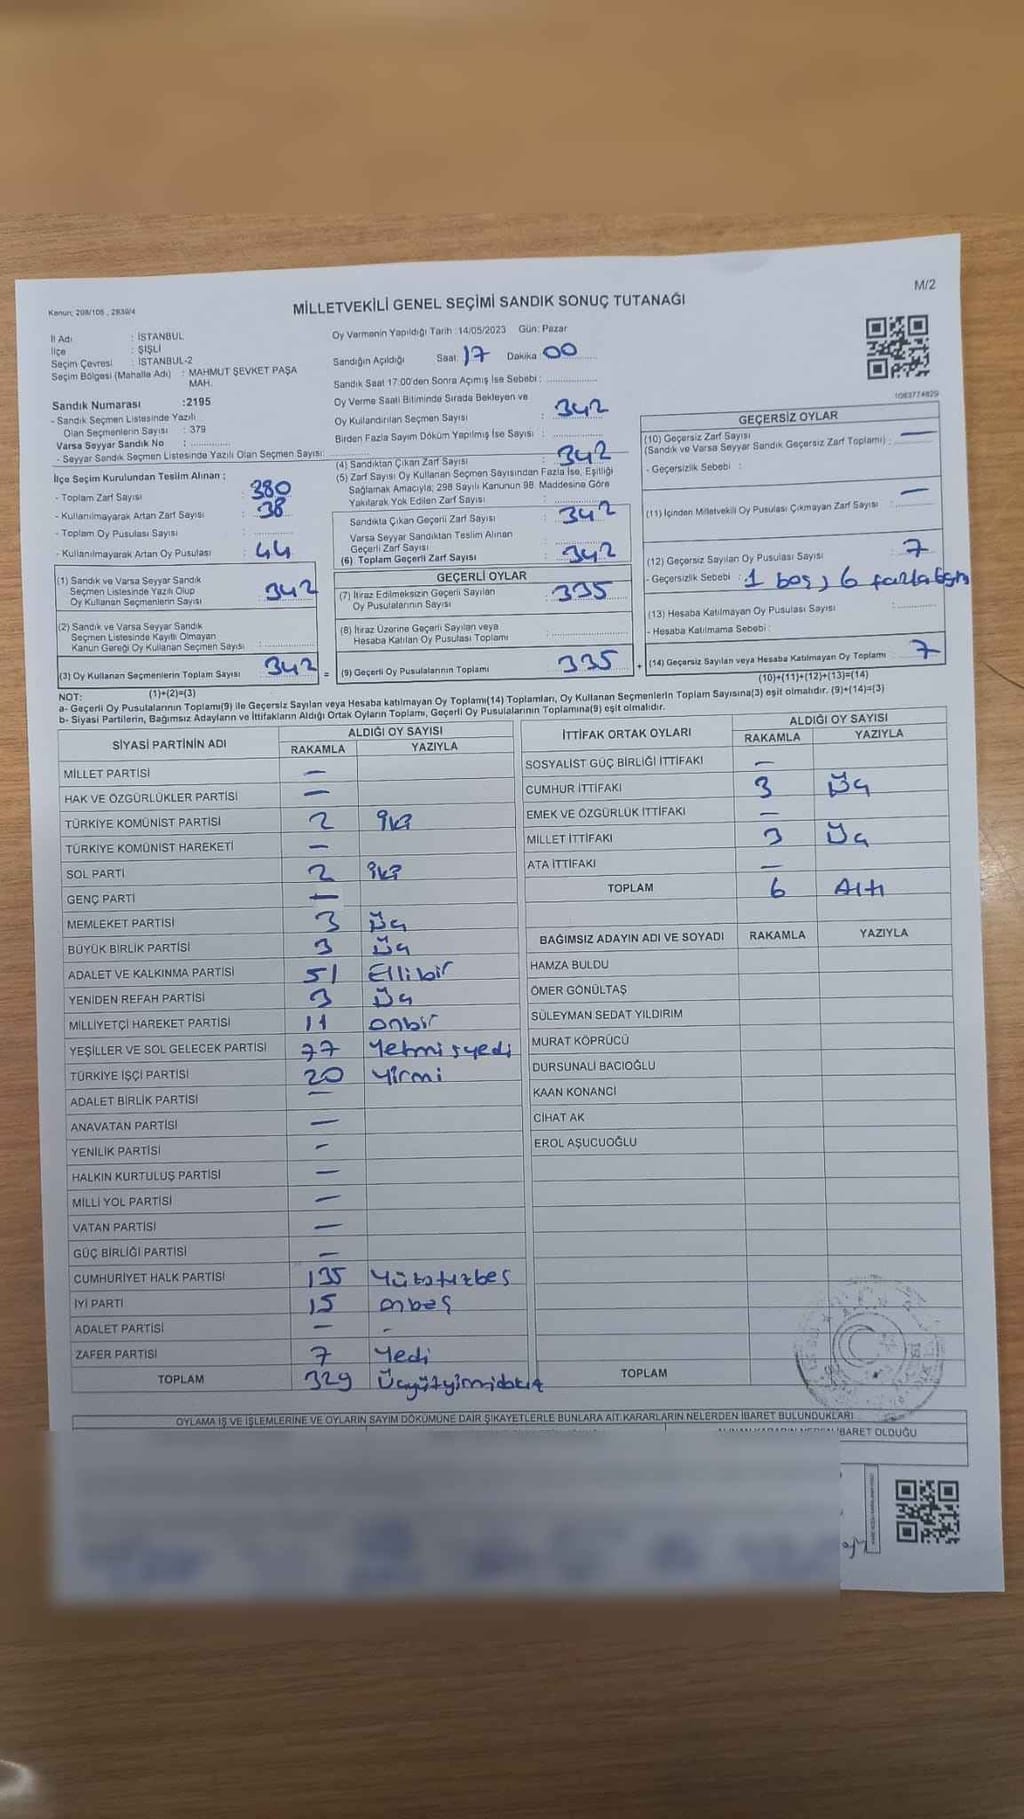 M/2
Kanun: 298/105 , 2839/4
MİLLETVEKİLİ GENEL SEÇİMİ SANDIK SONUÇ TUTANAĞI
İl Adı : İSTANBUL
İlçe : ŞİŞLİ
Seçim Çevresi : İSTANBUL-2
Seçim Bölgesi (Mahalle Adı) : MAHMUT ŞEVKET PAŞA
MAH.
Sandık Numarası :2195
- Sandık Seçmen Listesinde Yazılı
Olan Seçmenlerin Sayısı : 379
Varsa Seyyar Sandık No : ............
- Seyyar Sandık Seçmen Listesinde Yazılı Olan Seçmen Sayısı:
İlçe Seçim Kurulundan Teslim Alınan ;
- Toplam Zarf Sayısı : 380
- Kullanılmayarak Artan Zarf Sayısı : 38
- Toplam Oy Pusulası Sayısı : ............
- Kullanılmayarak Artan Oy Pusulası : 44
(1) Sandık ve Varsa Seyyar Sandık
Seçmen Listesinde Yazılı Olup
Oy Kullanan Seçmenlerin Sayısı : 342
(2) Sandık ve Varsa Seyyar Sandık
Seçmen Listesinde Kayıtlı Olmayan
Kanun Gereği Oy Kullanan Seçmen Sayısı : ............
(3) Oy Kullanan Seçmenlerin Toplam Sayısı : 342 =
(1)+(2)=(3)
Oy Vermenin Yapıldığı Tarih :14/05/2023 Gün: Pazar
Sandığın Açıldığı Saat: 17 Dakika 00
Sandık Saat 17:00'den Sonra Açımış İse Sebebi : ............
Oy Verme Saati Bitiminde Sırada Bekleyen ve
Oy Kullandırılan Seçmen Sayısı : 342
Birden Fazla Sayım Döküm Yapılmış İse Sayısı : ............
(4) Sandıktan Çıkan Zarf Sayısı : 342
(5) Zarf Sayısı Oy Kullanan Seçmen Sayısından Fazla İse, Eşitliği
Sağlamak Amacıyla; 298 Sayılı Kanunun 98. Maddesine Göre
Yakılarak Yok Edilen Zarf Sayısı : ............
Sandıkta Çıkan Geçerli Zarf Sayısı : 342
Varsa Seyyar Sandıktan Teslim Alınan
Geçerli Zarf Sayısı : ............
(6) Toplam Geçerli Zarf Sayısı : 342
GEÇERLİ OYLAR
(7) İtiraz Edilmeksizin Geçerli Sayılan
Oy Pusulalarının Sayısı : 335
(8) İtiraz Üzerine Geçerli Sayılan veya
Hesaba Katılan Oy Pusulası Toplamı : ............
(9) Geçerli Oy Pusulalarının Toplamı : 335 +
1083774829
GEÇERSİZ OYLAR
(10) Geçersiz Zarf Sayısı
(Sandık ve Varsa Seyyar Sandık Geçersiz Zarf Toplamı) : —
- Geçersizlik Sebebi :
(11) İçinden Milletvekili Oy Pusulası Çıkmayan Zarf Sayısı : —
(12) Geçersiz Sayılan Oy Pusulası Sayısı : 7
- Geçersizlik Sebebi : 1 boş, 6 fazla
(13) Hesaba Katılmayan Oy Pusulası Sayısı : ............
- Hesaba Katılmama Sebebi :
(14) Geçersiz Sayılan veya Hesaba Katılmayan Oy Toplamı : 7
(10)+(11)+(12)+(13)=(14)
NOT:
a- Geçerli Oy Pusulalarının Toplamı(9) ile Geçersiz Sayılan veya Hesaba katılmayan Oy Toplamı(14) Toplamları, Oy Kullanan Seçmenlerin Toplam Sayısına(3) eşit olmalıdır. (9)+(14)=(3)
b- Siyasi Partilerin, Bağımsız Adayların ve İttifakların Aldığı Ortak Oyların Toplamı, Geçerli Oy Pusulalarının Toplamına(9) eşit olmalıdır.
SİYASİ PARTİNİN ADI ALDIĞI OY SAYISI
RAKAMLA YAZIYLA
MİLLET PARTİSİ —
HAK VE ÖZGÜRLÜKLER PARTİSİ —
TÜRKİYE KOMÜNİST PARTİSİ 2 iki
TÜRKİYE KOMÜNİST HAREKETİ —
SOL PARTİ 2 iki
GENÇ PARTİ —
MEMLEKET PARTİSİ 3 Üç
BÜYÜK BİRLİK PARTİSİ 3 Üç
ADALET VE KALKINMA PARTİSİ 51 Ellibir
YENİDEN REFAH PARTİSİ 3 Üç
MİLLİYETÇİ HAREKET PARTİSİ 11 onbir
YEŞİLLER VE SOL GELECEK PARTİSİ 77 Yetmişyedi
TÜRKİYE İŞÇİ PARTİSİ 20 Yirmi
ADALET BİRLİK PARTİSİ —
ANAVATAN PARTİSİ —
YENİLİK PARTİSİ —
HALKIN KURTULUŞ PARTİSİ —
MİLLİ YOL PARTİSİ —
VATAN PARTİSİ —
GÜÇ BİRLİĞİ PARTİSİ —
CUMHURİYET HALK PARTİSİ 135 Yüzotuzbeş
İYİ PARTİ 15 onbeş
ADALET PARTİSİ — -
ZAFER PARTİSİ 7 Yedi
TOPLAM 329
İTTİFAK ORTAK OYLARI ALDIĞI OY SAYISI
RAKAMLA YAZIYLA
SOSYALİST GÜÇ BİRLİĞİ İTTİFAKI —
CUMHUR İTTİFAKI 3 Üç
EMEK VE ÖZGÜRLÜK İTTİFAKI —
MİLLET İTTİFAKI 3 Üç
ATA İTTİFAKI —
TOPLAM 6 Altı
BAĞIMSIZ ADAYIN ADI VE SOYADI RAKAMLA YAZIYLA
HAMZA BULDU
ÖMER GÖNÜLTAŞ
SÜLEYMAN SEDAT YILDIRIM
MURAT KÖPRÜCÜ
DURSUNALİ BACIOĞLU
KAAN KONANCİ
CİHAT AK
EROL AŞUCUOĞLU
TOPLAM
OYLAMA İŞ VE İŞLEMLERİNE VE OYLARIN SAYIM DÖKÜMÜNE DAİR ŞİKAYETLERLE BUNLARA AİT KARARLARIN NELERDEN İBARET BULUNDUKLARI
İBARET OLDUĞU